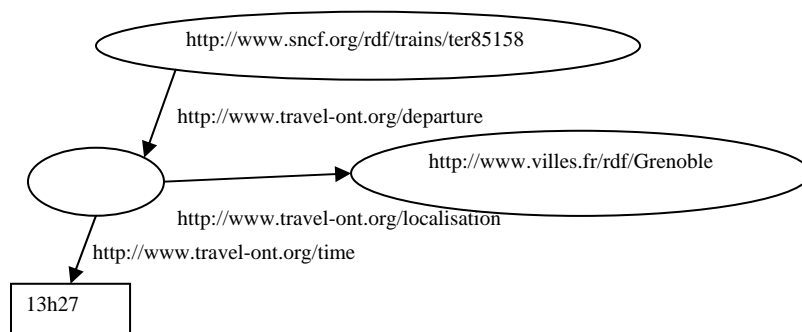 http://www.sncf.org/rdf/trains/ter85158
http://www.travel-ont.org/departure
http://www.villes.fr/rdf/Grenoble
http://www.travel-ont.org/localisation
http://www.travel-ont.org/time
13h27